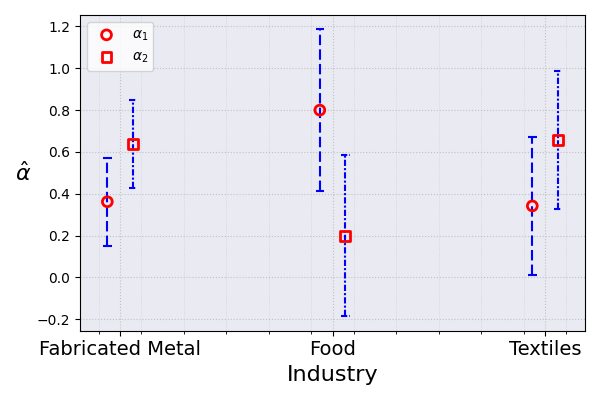 α₁
α₂
1.2
1.0
0.8
0.6
0.4
0.2
0.0
−0.2
α̂
Fabricated Metal Food Textiles
Industry